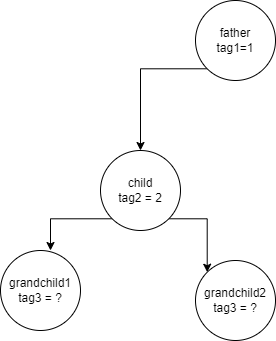 father
tag1=1
child
tag2 = 2
grandchild1
tag3 = ?
grandchild2
tag3 = ?